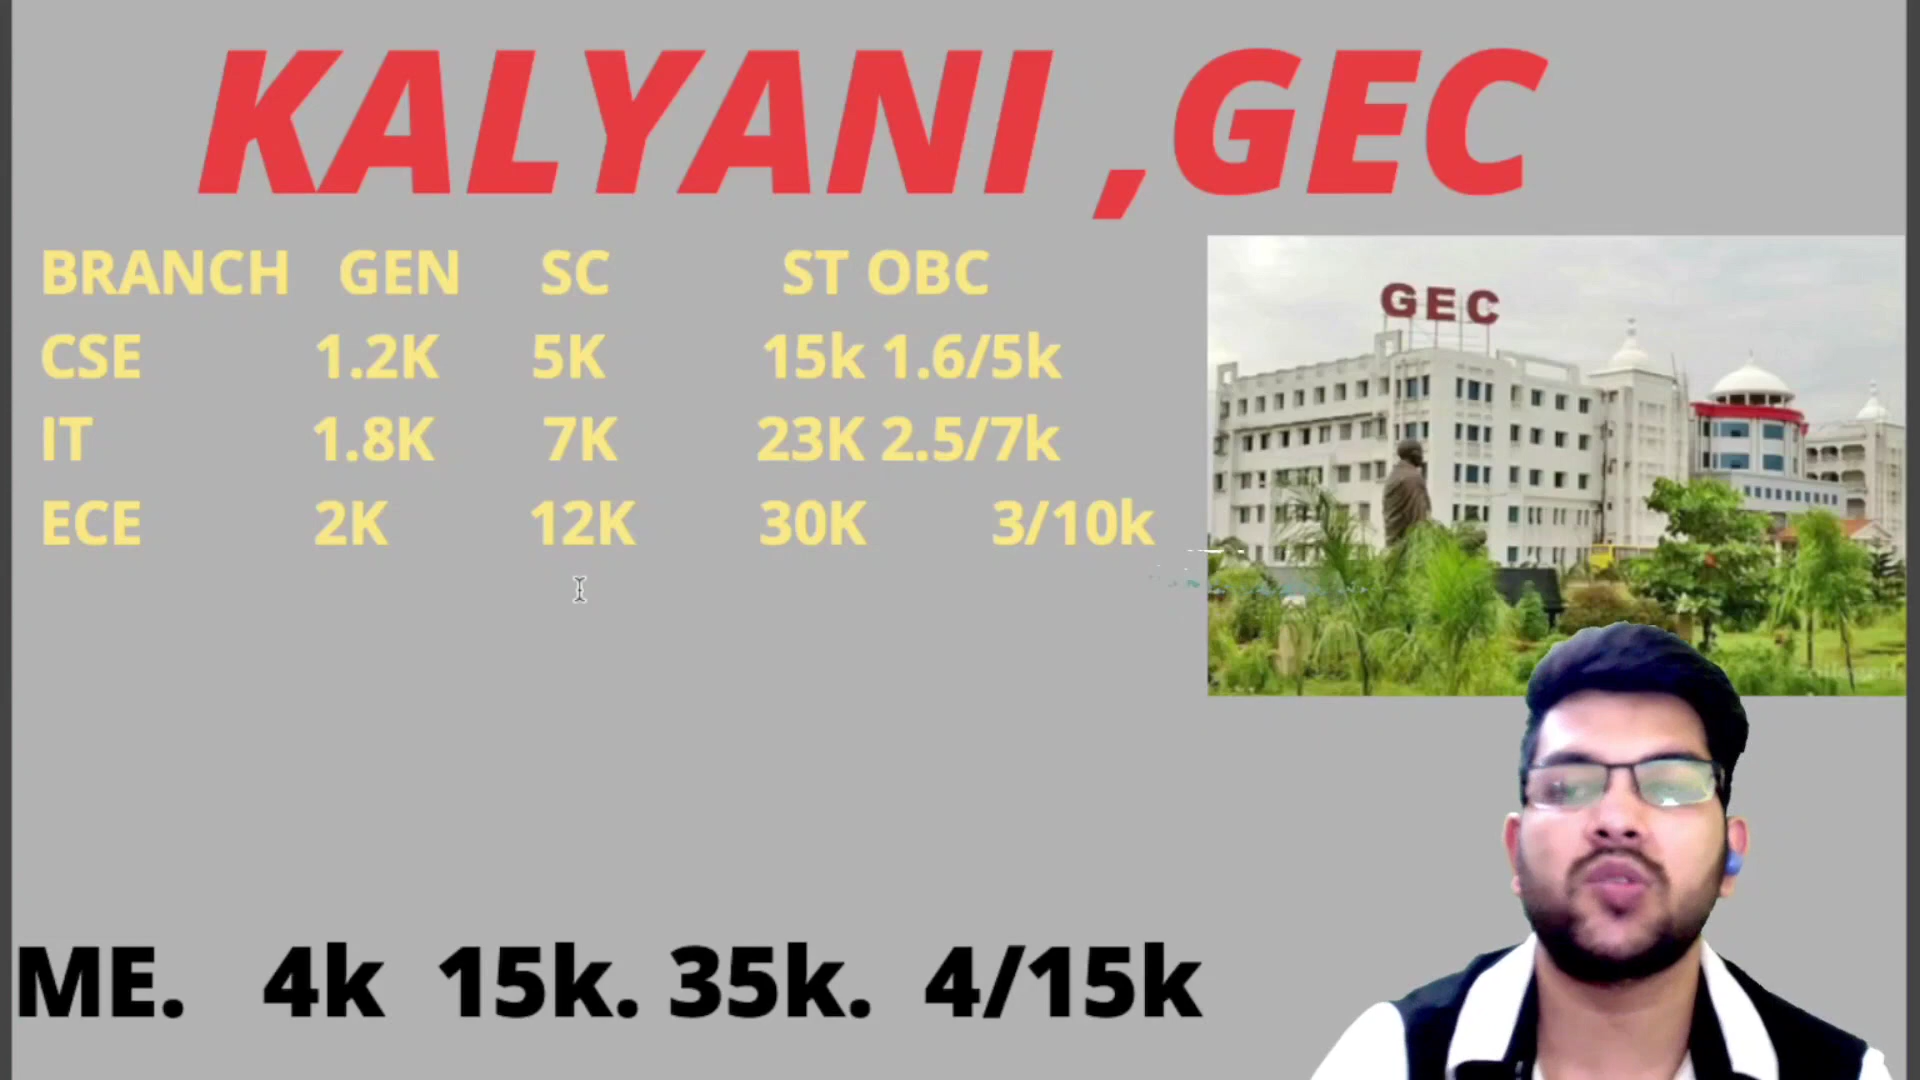 KALYANI ,GEC
BRANCH GEN SC ST OBC
CSE 1.2K 5K 15k 1.6/5k
IT 1.8K 7K 23K 2.5/7k
ECE 2K 12K 30K 3/10k
GEC
ME. 4k 15k. 35k. 4/15k